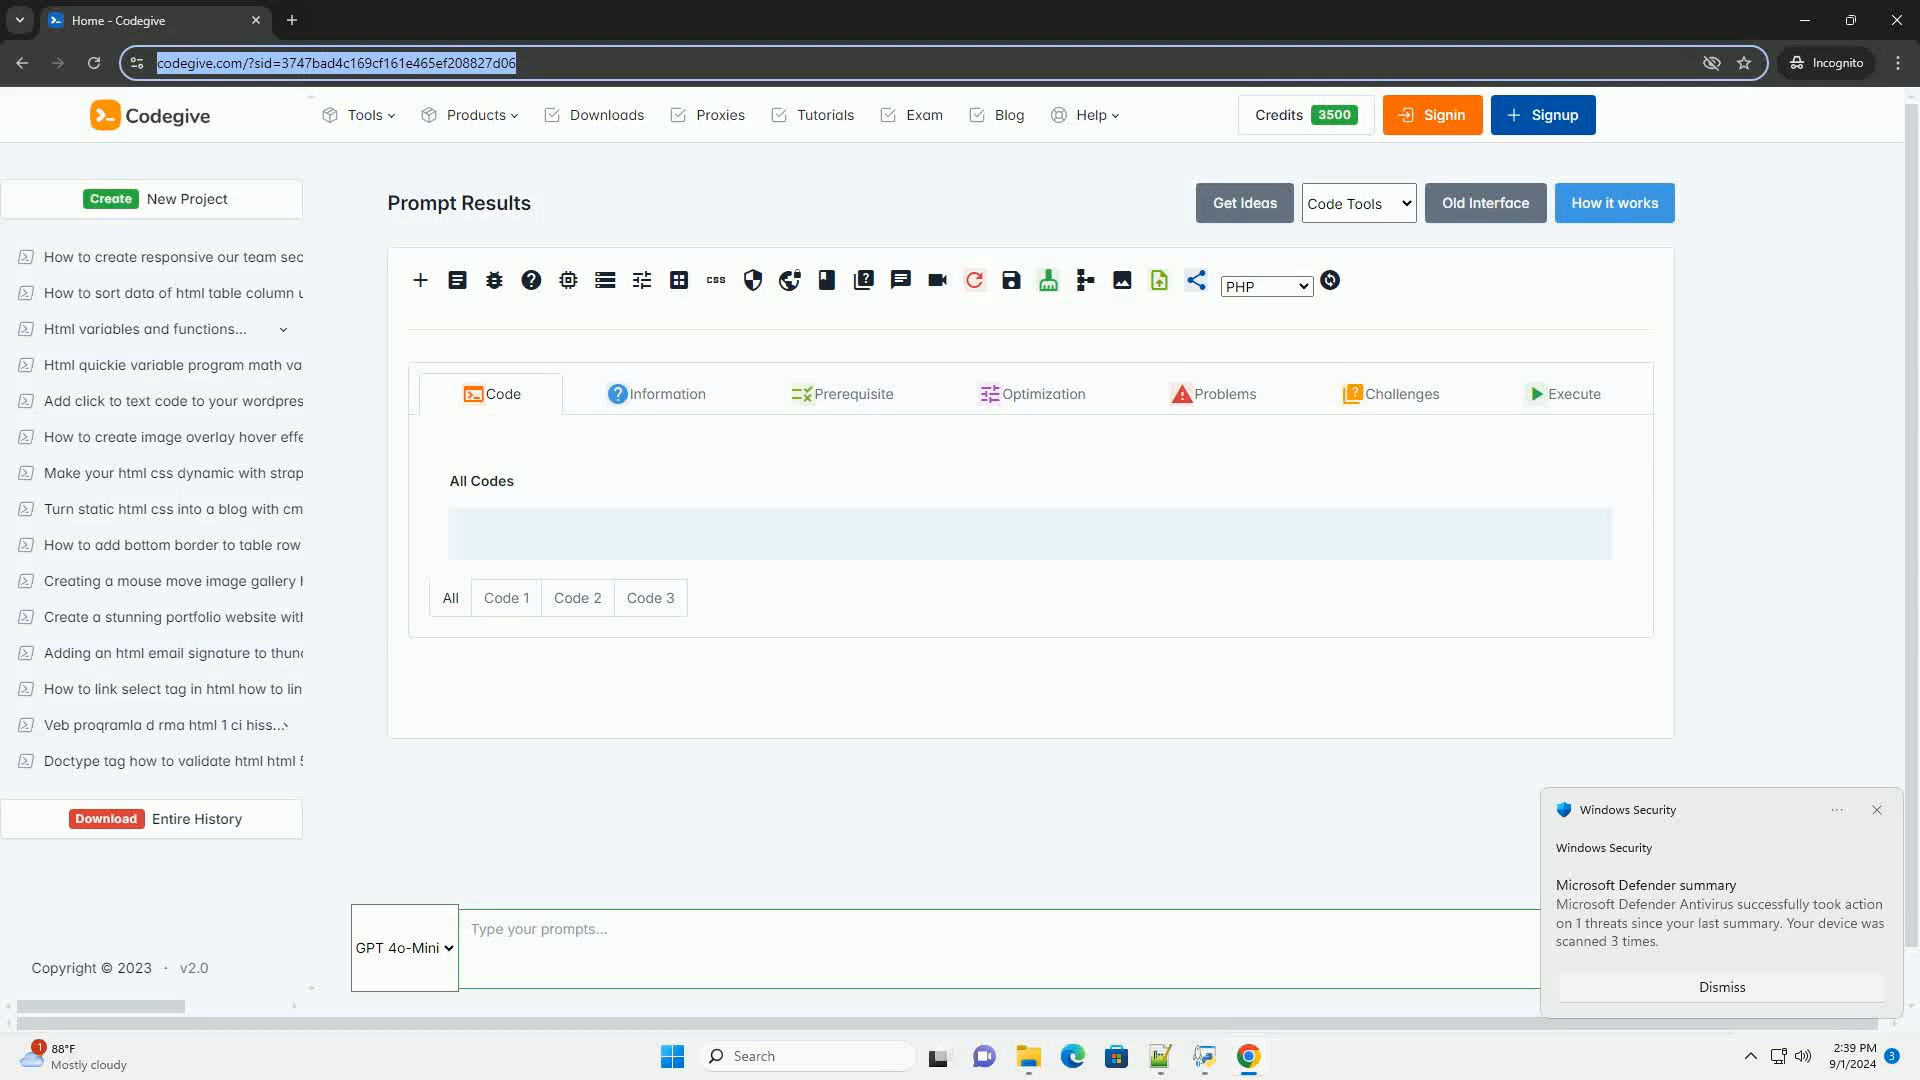 Home - Codegive
codegive.com/?sid=3747bad4c169cf161e465ef208827d06
Incognito
Codegive
Tools
Products
Downloads
Proxies
Tutorials
Exam
Blog
Help
Credits 3500
Signin
Signup
Create New Project
How to create responsive our team sec
How to sort data of html table column u
Html variables and functions...
Html quickie variable program math va
Add click to text code to your wordpres
How to create image overlay hover effe
Make your html css dynamic with strap
Turn static html css into a blog with cm
How to add bottom border to table row
Creating a mouse move image gallery h
Create a stunning portfolio website with
Adding an html email signature to thund
How to link select tag in html how to lin
Veb proqramla d rma html 1 ci hiss...
Doctype tag how to validate html html 5
Download Entire History
Copyright © 2023 · v2.0
Prompt Results
Get Ideas
Code Tools
Old Interface
How it works
css
PHP
Code
Information
Prerequisite
Optimization
Problems
Challenges
Execute
All Codes
All
Code 1
Code 2
Code 3
GPT 4o-Mini
Type your prompts...
Windows Security
Windows Security
Microsoft Defender summary
Microsoft Defender Antivirus successfully took action
on 1 threats since your last summary. Your device was
scanned 3 times.
Dismiss
1
88°F
Mostly cloudy
Search
2:39 PM
9/1/2024
3